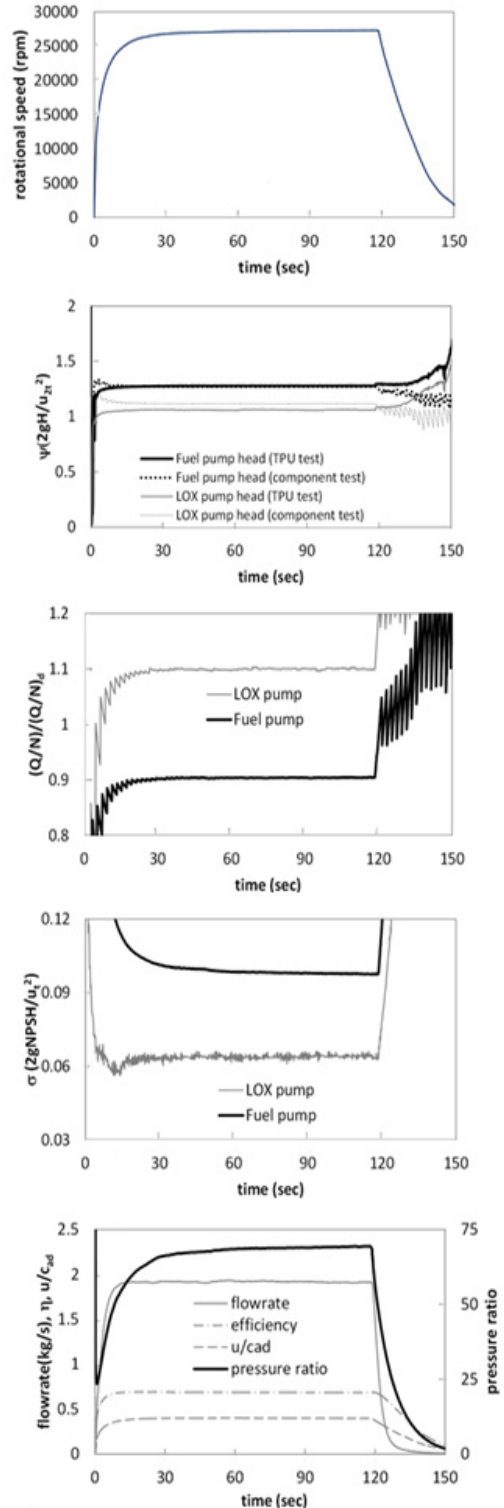 rotational speed (rpm)
30000
25000
20000
15000
10000
5000
0
0 30 60 90 120 150
time (sec)
ψ(2gH/u₂ₜ²)
2
1.5
1
0.5
0
Fuel pump head (TPU test)
Fuel pump head (component test)
LOX pump head (TPU test)
LOX pump head (component test)
0 30 60 90 120 150
time (sec)
(Q/N)/(Q/N)d
1.2
1.1
1
0.9
0.8
LOX pump
Fuel pump
0 30 60 90 120 150
time (sec)
σ (2gNPSH/uₜ²)
0.12
0.09
0.06
0.03
LOX pump
Fuel pump
0 30 60 90 120 150
time (sec)
flowrate(kg/s), η, u/cad
2.5
2
1.5
1
0.5
0
flowrate
efficiency
u/cad
pressure ratio
75
50
25
0
pressure ratio
0 30 60 90 120 150
time (sec)